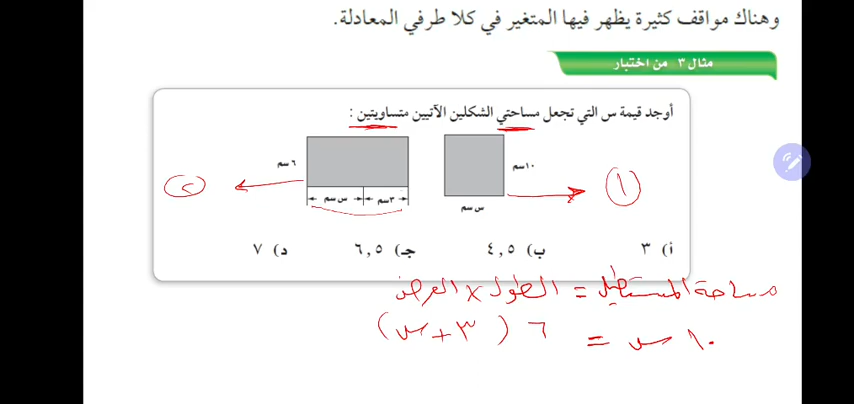 وهناك مواقف كثيرة يظهر فيها المتغير في كلا طرفي المعادلة.
مثال ٣ من اختبار
أوجد قيمة س التي تجعل مساحتي الشكلين الآتيين متساويتين :
١٠ سم
س سم
٦ سم
٣ سم
س سم
١
٢
أ) ٣
ب) ٤,٥
جـ) ٦,٥
د) ٧
مساحة المستطيل = الطول × العرض
١٠ س = ٦ (٣ + س)